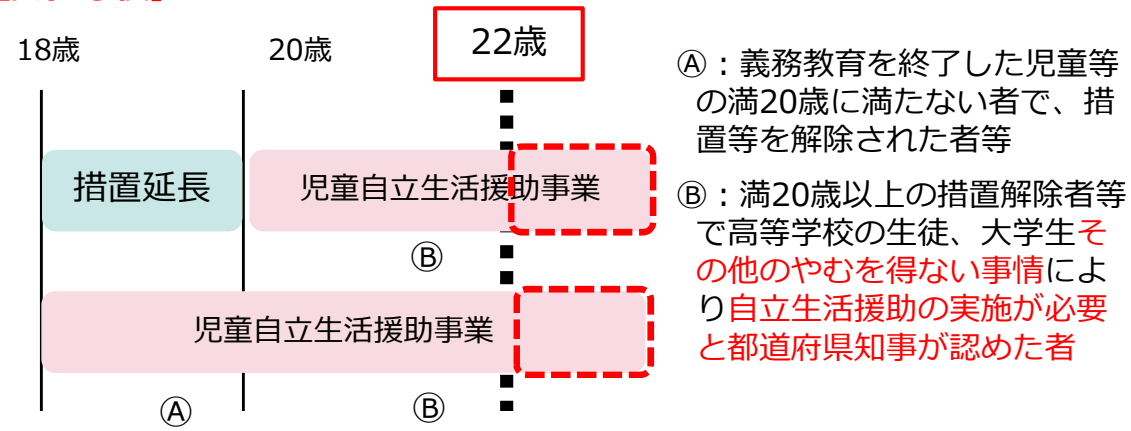 18歳
20歳
22歳
措置延長
児童自立生活援助事業
Ⓑ
児童自立生活援助事業
Ⓐ
Ⓑ
Ⓐ：義務教育を終了した児童等
の満20歳に満たない者で、措
置等を解除された者等
Ⓑ：満20歳以上の措置解除者等
で高等学校の生徒、大学生そ
の他のやむを得ない事情によ
り自立生活援助の実施が必要
と都道府県知事が認めた者